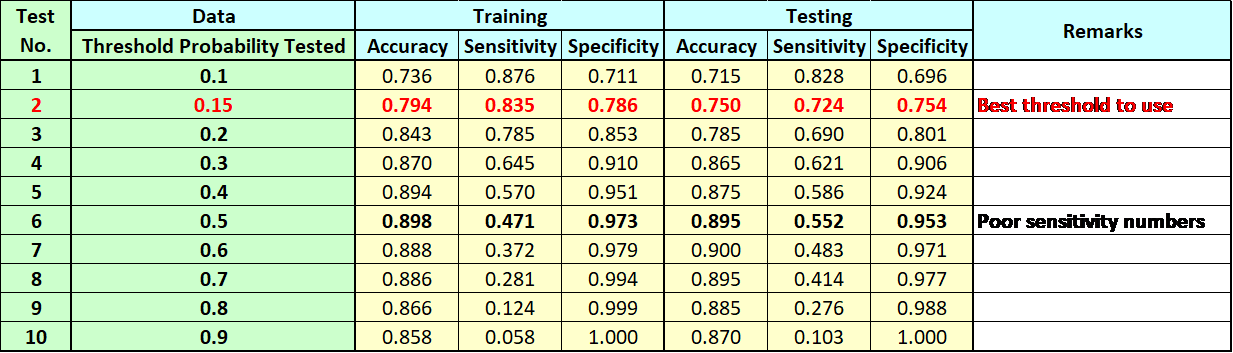 Test Data Training Testing Remarks
No. Threshold Probability Tested Accuracy Sensitivity Specificity Accuracy Sensitivity Specificity
1 0.1 0.736 0.876 0.711 0.715 0.828 0.696
2 0.15 0.794 0.835 0.786 0.750 0.724 0.754 Best threshold to use
3 0.2 0.843 0.785 0.853 0.785 0.690 0.801
4 0.3 0.870 0.645 0.910 0.865 0.621 0.906
5 0.4 0.894 0.570 0.951 0.875 0.586 0.924
6 0.5 0.898 0.471 0.973 0.895 0.552 0.953 Poor sensitivity numbers
7 0.6 0.888 0.372 0.979 0.900 0.483 0.971
8 0.7 0.886 0.281 0.994 0.895 0.414 0.977
9 0.8 0.866 0.124 0.999 0.885 0.276 0.988
10 0.9 0.858 0.058 1.000 0.870 0.103 1.000